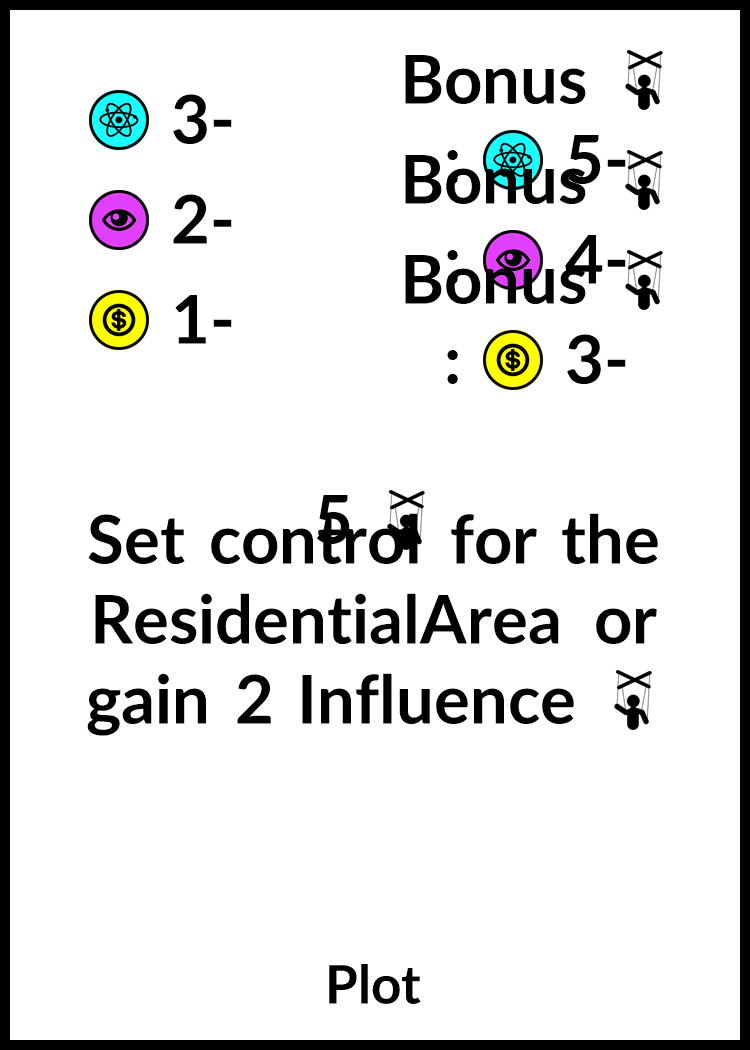 3-
2-
1-
Bonus
: 5-
Bonus
: 4-
Bonus
: 3-
5
Set control for the
ResidentialArea or
gain 2 Influence
Plot